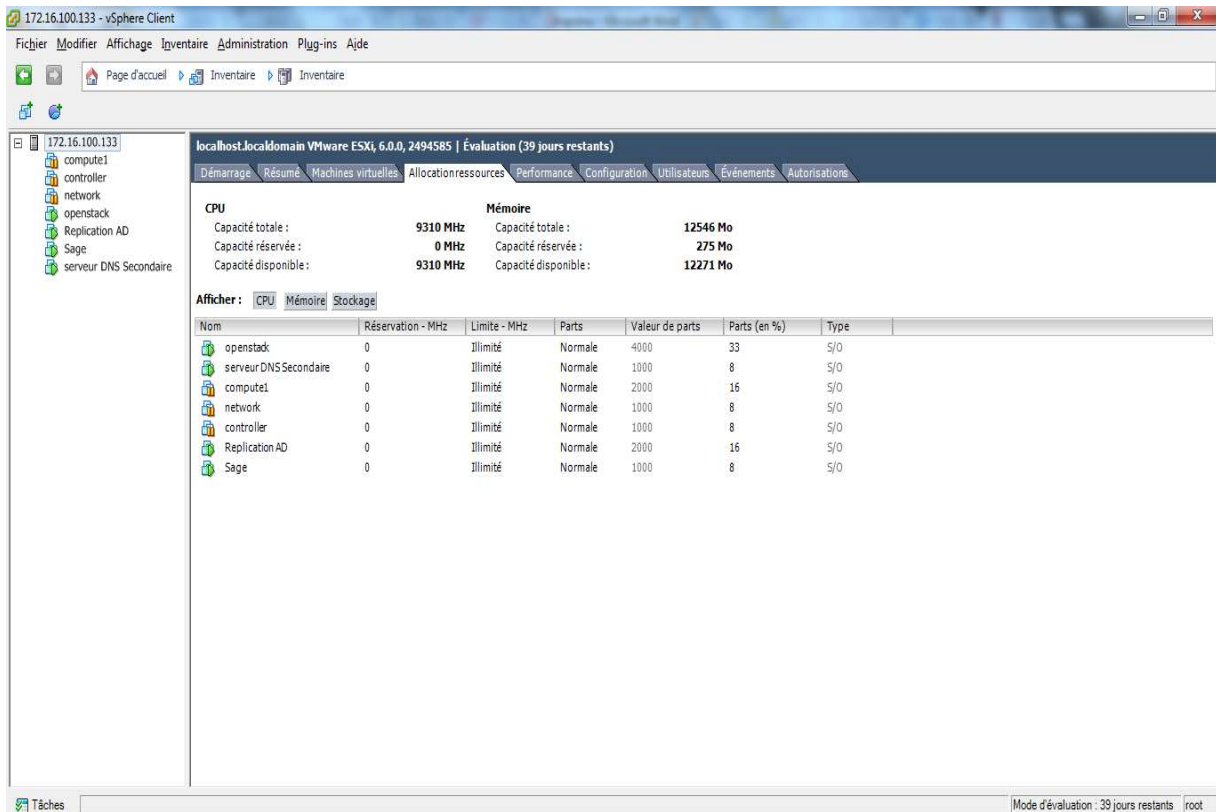 172.16.100.133 - vSphere Client
Fichier Modifier Affichage Inventaire Administration Plug-ins Aide
Page d'accueil Inventaire Inventaire
172.16.100.133
compute1
controller
network
openstack
Replication AD
Sage
serveur DNS Secondaire
localhost.localdomain VMware ESXi, 6.0.0, 2494585 | Évaluation (39 jours restants)
Démarrage Résumé Machines virtuelles Allocation ressources Performance Configuration Utilisateurs Événements Autorisations
CPU Mémoire
Capacité totale : 9310 MHz Capacité totale : 12546 Mo
Capacité réservée : 0 MHz Capacité réservée : 275 Mo
Capacité disponible : 9310 MHz Capacité disponible : 12271 Mo
Afficher : CPU Mémoire Stockage
Nom Réservation - MHz Limite - MHz Parts Valeur de parts Parts (en %) Type
openstack 0 Illimité Normale 4000 33 S/O
serveur DNS Secondaire 0 Illimité Normale 1000 8 S/O
compute1 0 Illimité Normale 2000 16 S/O
network 0 Illimité Normale 1000 8 S/O
controller 0 Illimité Normale 1000 8 S/O
Replication AD 0 Illimité Normale 2000 16 S/O
Sage 0 Illimité Normale 1000 8 S/O
Tâches Mode d'évaluation : 39 jours restants root